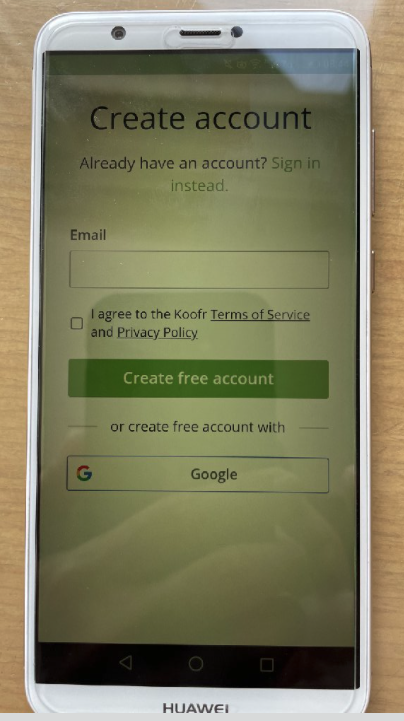 Create account
Already have an account? Sign in
instead.
Email
I agree to the Koofr Terms of Service
and Privacy Policy
Create free account
or create free account with
Google
HUAWEI